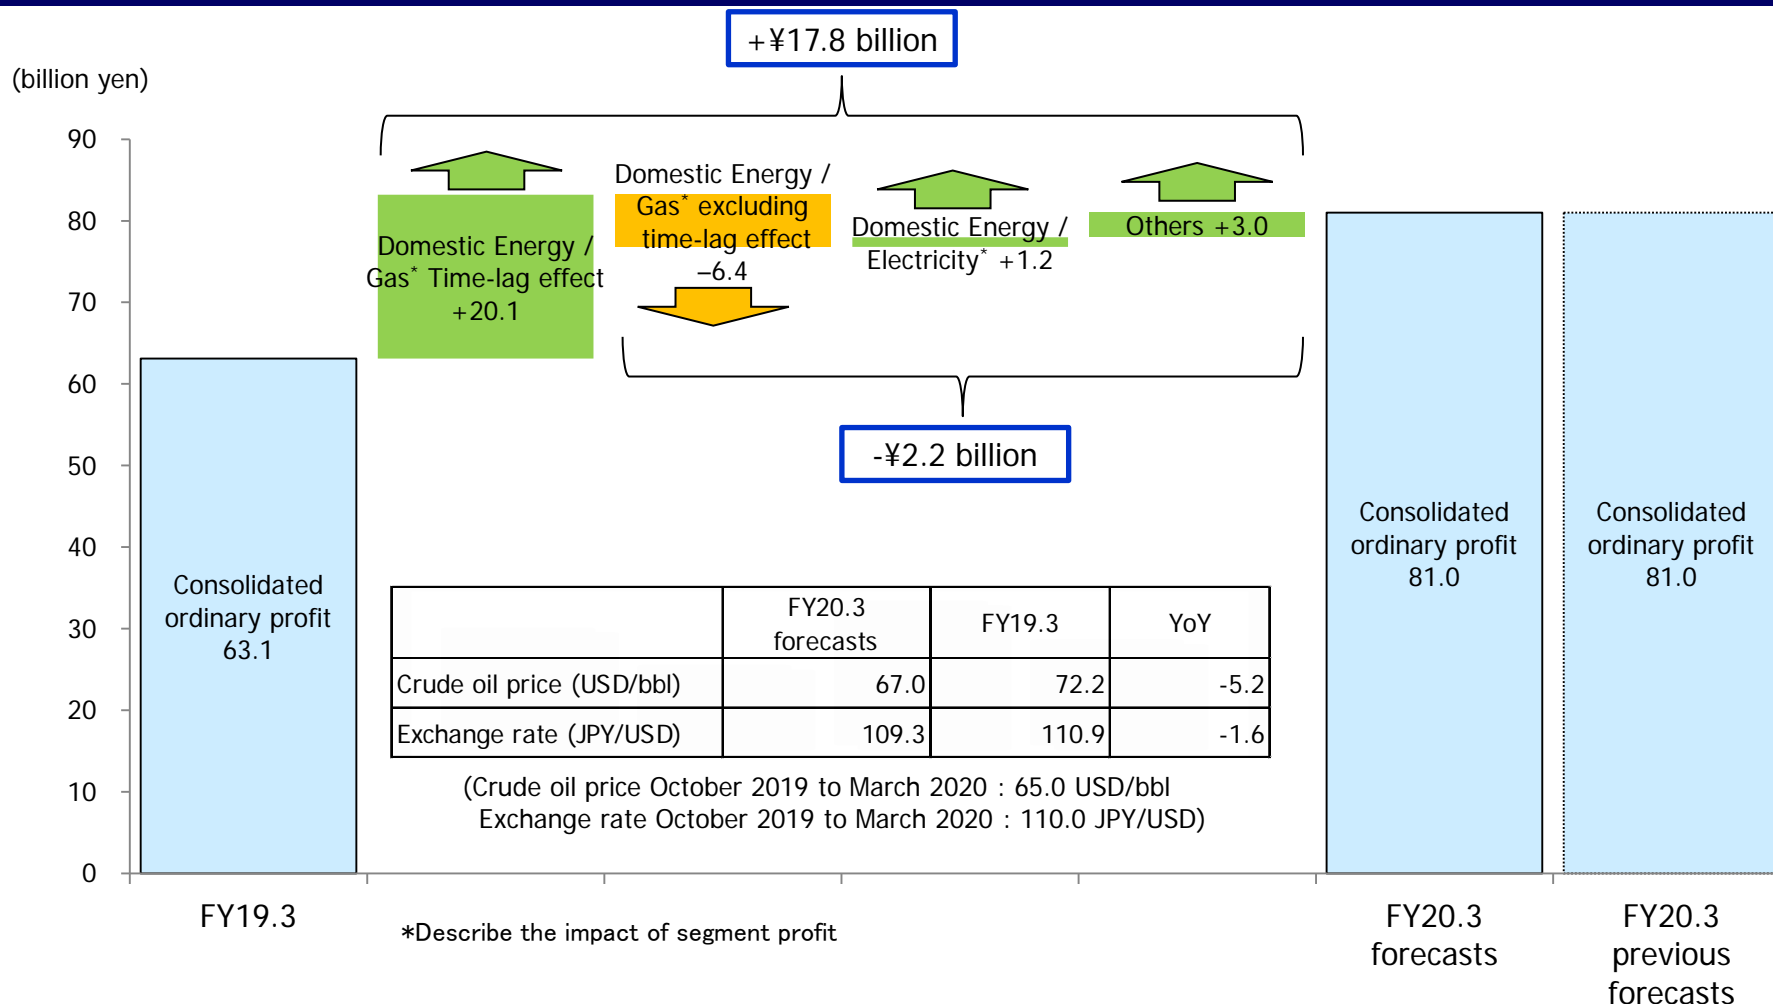 +¥17.8 billion
(billion yen)
90
80
70
60
50
40
30
20
10
0
Domestic Energy /
Gas* Time-lag effect
+20.1
Domestic Energy /
Gas* excluding
time-lag effect
–6.4
Domestic Energy /
Electricity* +1.2
Others +3.0
-¥2.2 billion
Consolidated
ordinary profit
63.1
Consolidated
ordinary profit
81.0
Consolidated
ordinary profit
81.0
FY20.3 forecasts FY19.3 YoY
Crude oil price (USD/bbl) 67.0 72.2 -5.2
Exchange rate (JPY/USD) 109.3 110.9 -1.6
(Crude oil price October 2019 to March 2020 : 65.0 USD/bbl
Exchange rate October 2019 to March 2020 : 110.0 JPY/USD)
FY19.3
FY20.3
forecasts
FY20.3
previous
forecasts
*Describe the impact of segment profit